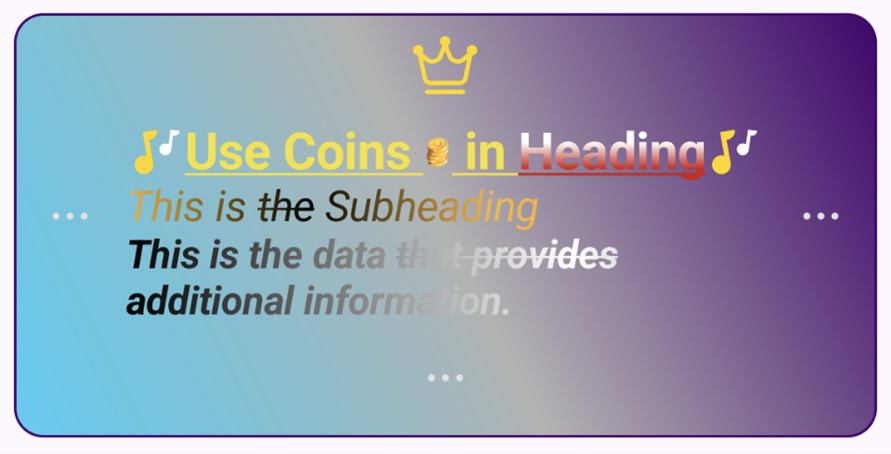 Use Coins in Heading
This is the Subheading
This is the data that provides
additional information.